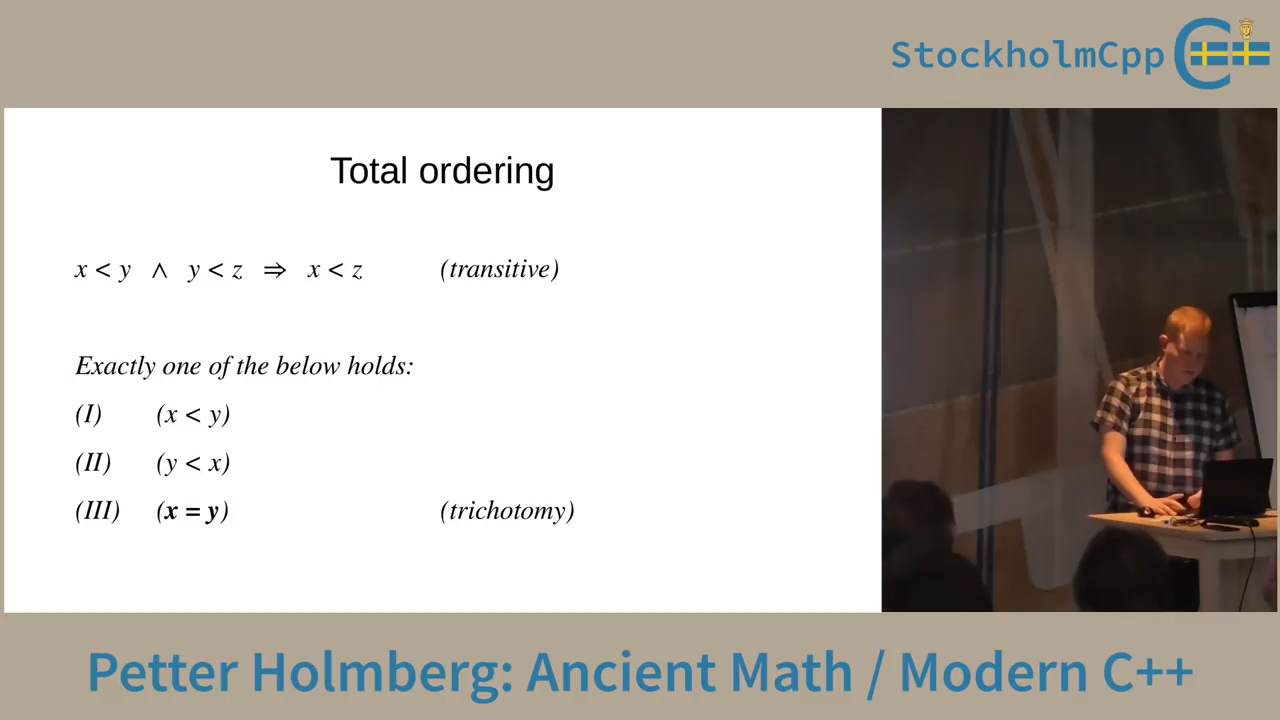 StockholmCpp
Total ordering
x < y ∧ y < z ⇒ x < z (transitive)
Exactly one of the below holds:
(I) (x < y)
(II) (y < x)
(III) (x = y) (trichotomy)
Petter Holmberg: Ancient Math / Modern C++